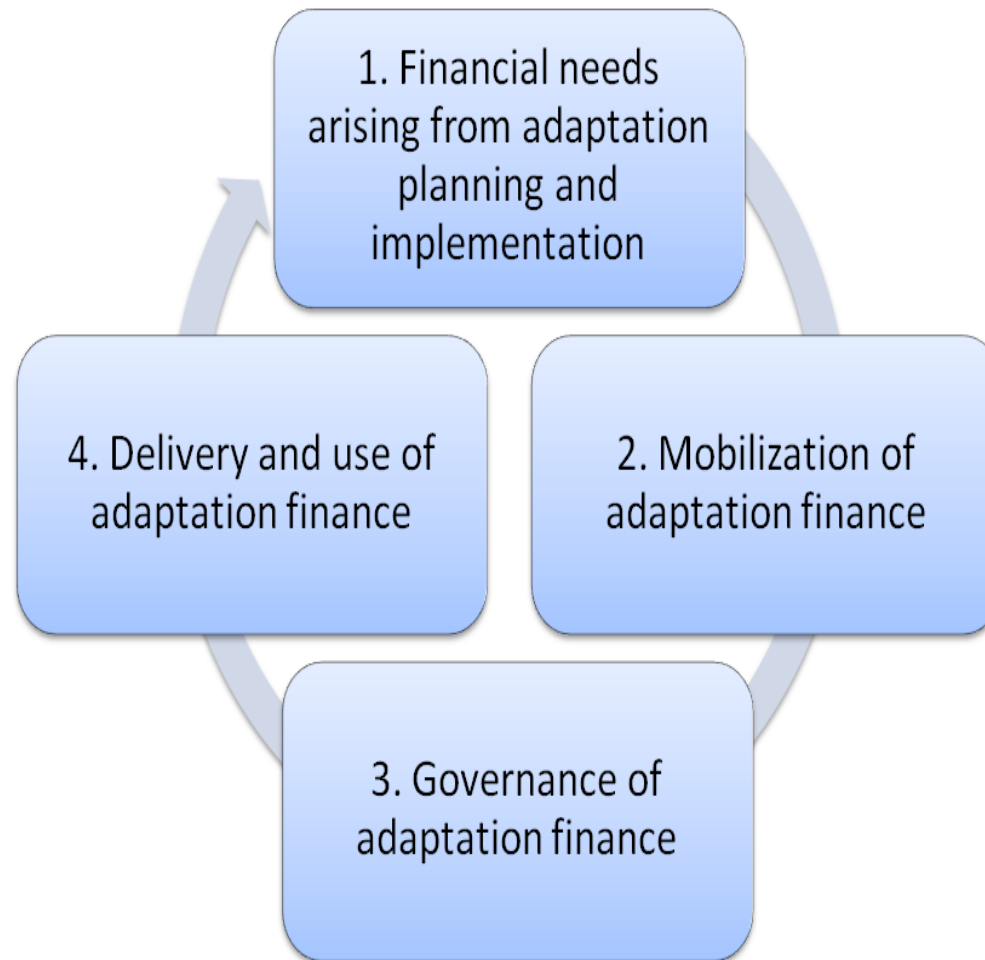 1. Financial needs
arising from adaptation
planning and
implementation
2. Mobilization of
adaptation finance
3. Governance of
adaptation finance
4. Delivery and use of
adaptation finance